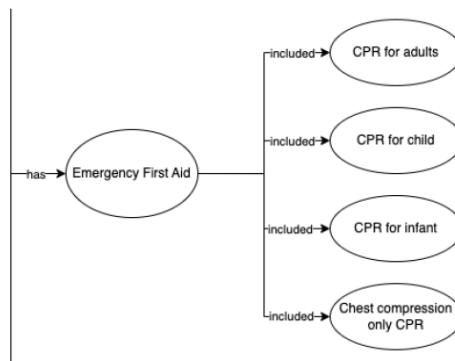 included
CPR for adults
included
CPR for child
has
Emergency First Aid
included
CPR for infant
included
Chest compression
only CPR